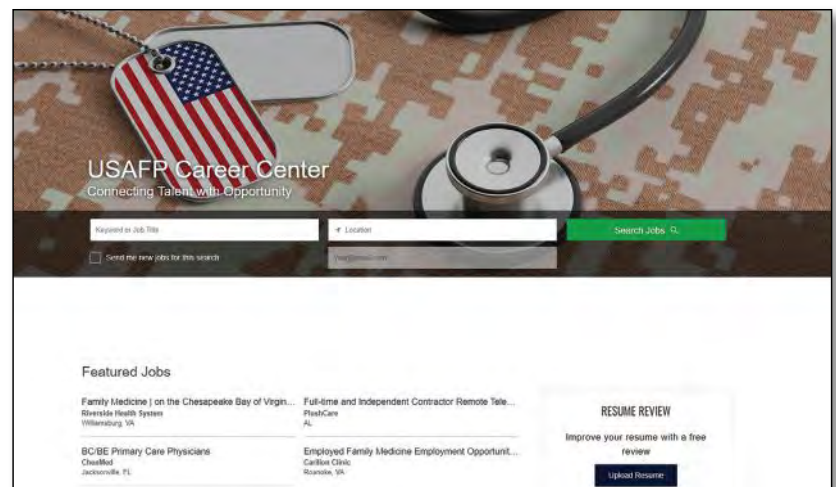 USAFP Career Center
Connecting Talent with Opportunity
Keyword or Job Title
Location
Search Jobs
Send me new jobs for this search
Featured Jobs
Family Medicine | on the Chesapeake Bay of Virgin...
Riverside Health System
Williamsburg, VA
Full-time and Independent Contractor Remote Tele...
PlushCare
AL
BC/BE Primary Care Physicians
ChenMed
Jacksonville, FL
Employed Family Medicine Employment Opportunit...
Carilion Clinic
Roanoke, VA
RESUME REVIEW
Improve your resume with a free
review
Upload Resume